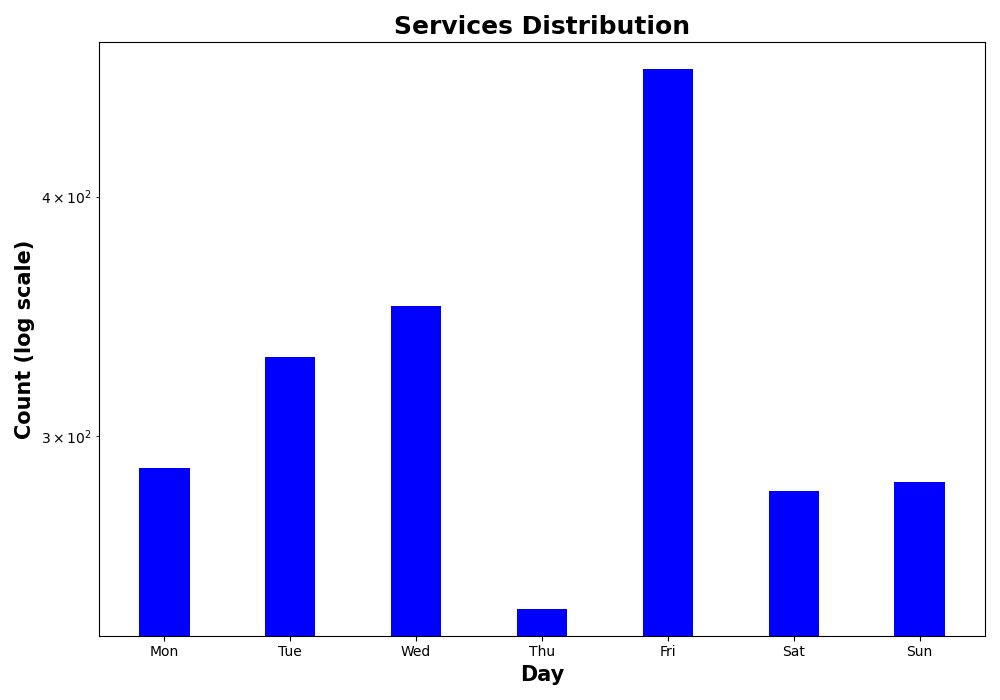 Services Distribution
Count (log scale)
4 × 10²
3 × 10²
Mon Tue Wed Thu Fri Sat Sun
Day